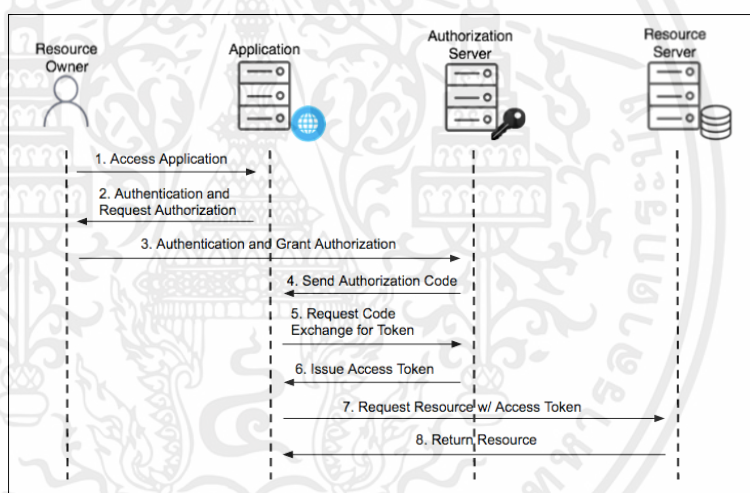 Resource
Owner
Application
Authorization
Server
Resource
Server
1. Access Application
2. Authentication and
Request Authorization
3. Authentication and Grant Authorization
4. Send Authorization Code
5. Request Code
Exchange for Token
6. Issue Access Token
7. Request Resource w/ Access Token
8. Return Resource